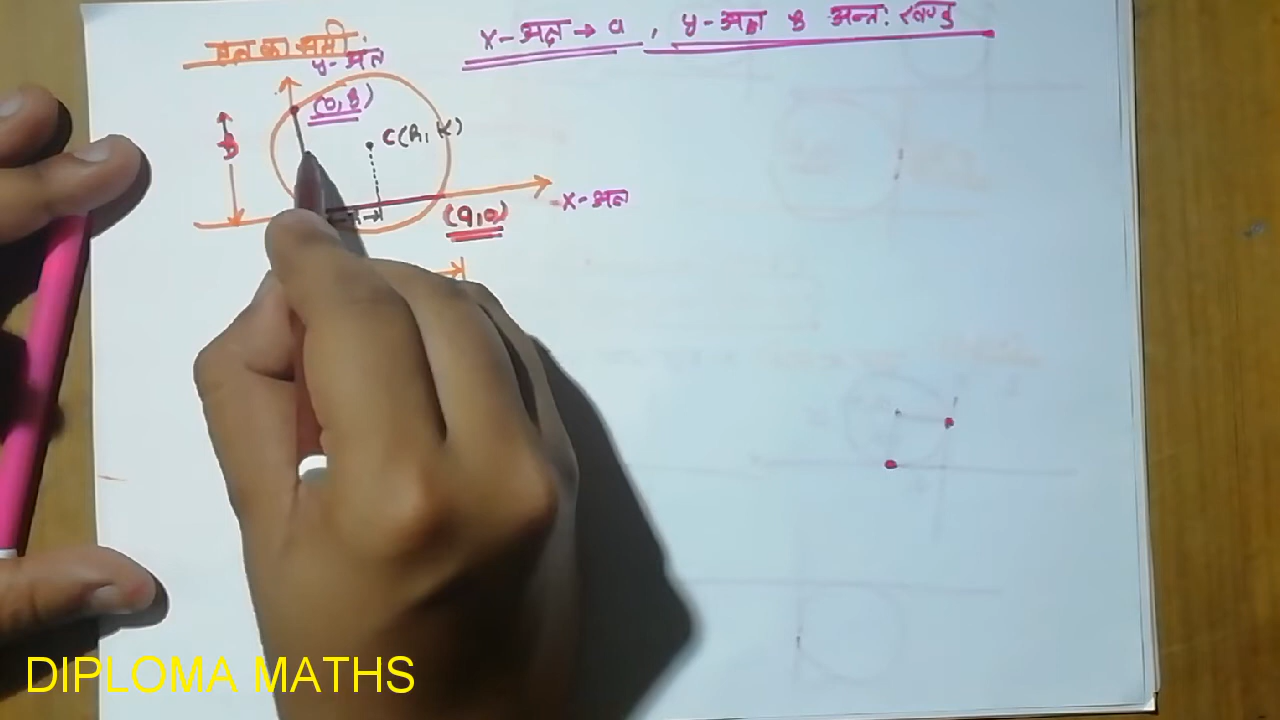 वृत्त का समी :
x-अक्ष → a , y-अक्ष b अन्त: खण्ड
y-अक्ष
(0, b)
C(h, k)
b
x-अक्ष
(a, 0)
DIPLOMA MATHS